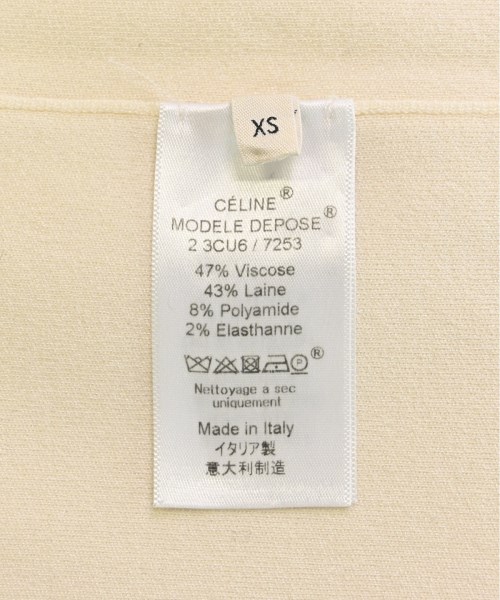 XS
CÉLINE®
MODELE DEPOSE®
2 3CU6 / 7253
47% Viscose
43% Laine
8% Polyamide
2% Elasthanne
P ®
Nettoyage a sec
uniquement
Made in Italy
イタリア製
意大利制造